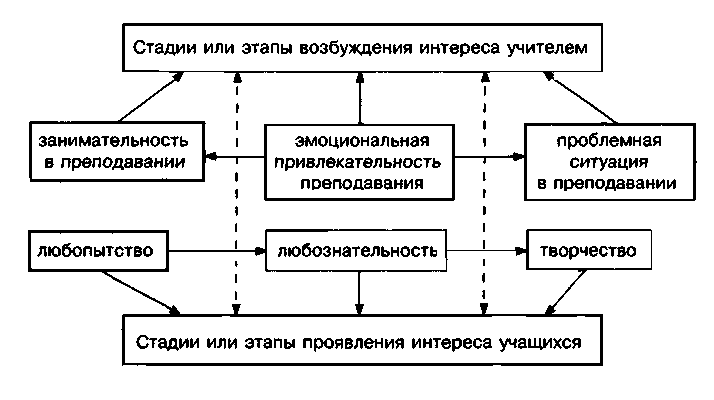 Стадии или этапы возбуждения интереса учителем
занимательность
в преподавании
эмоциональная
привлекательность
преподавания
проблемная
ситуация
в преподавании
любопытство
любознательность
творчество
Стадии или этапы проявления интереса учащихся